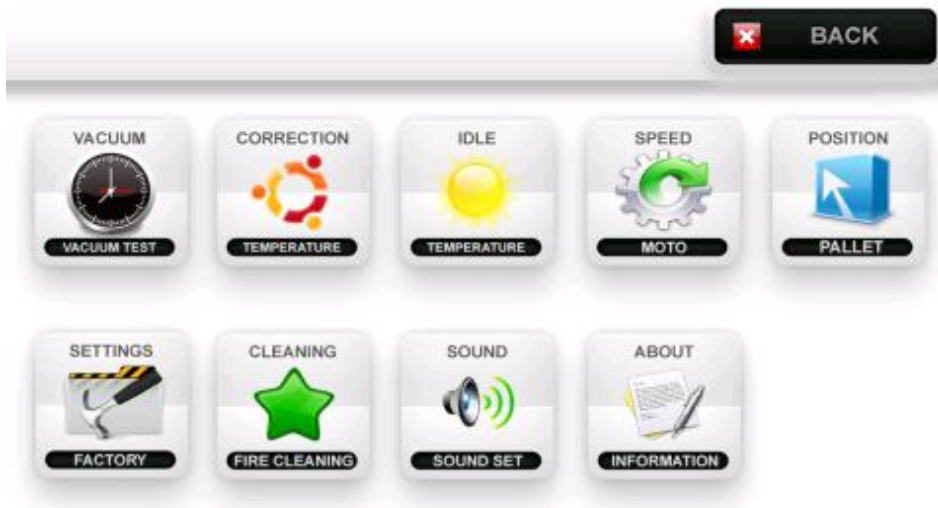 BACK
VACUUM
VACUUM TEST
CORRECTION
TEMPERATURE
IDLE
TEMPERATURE
SPEED
MOTO
POSITION
PALLET
SETTINGS
FACTORY
CLEANING
FIRE CLEANING
SOUND
SOUND SET
ABOUT
INFORMATION